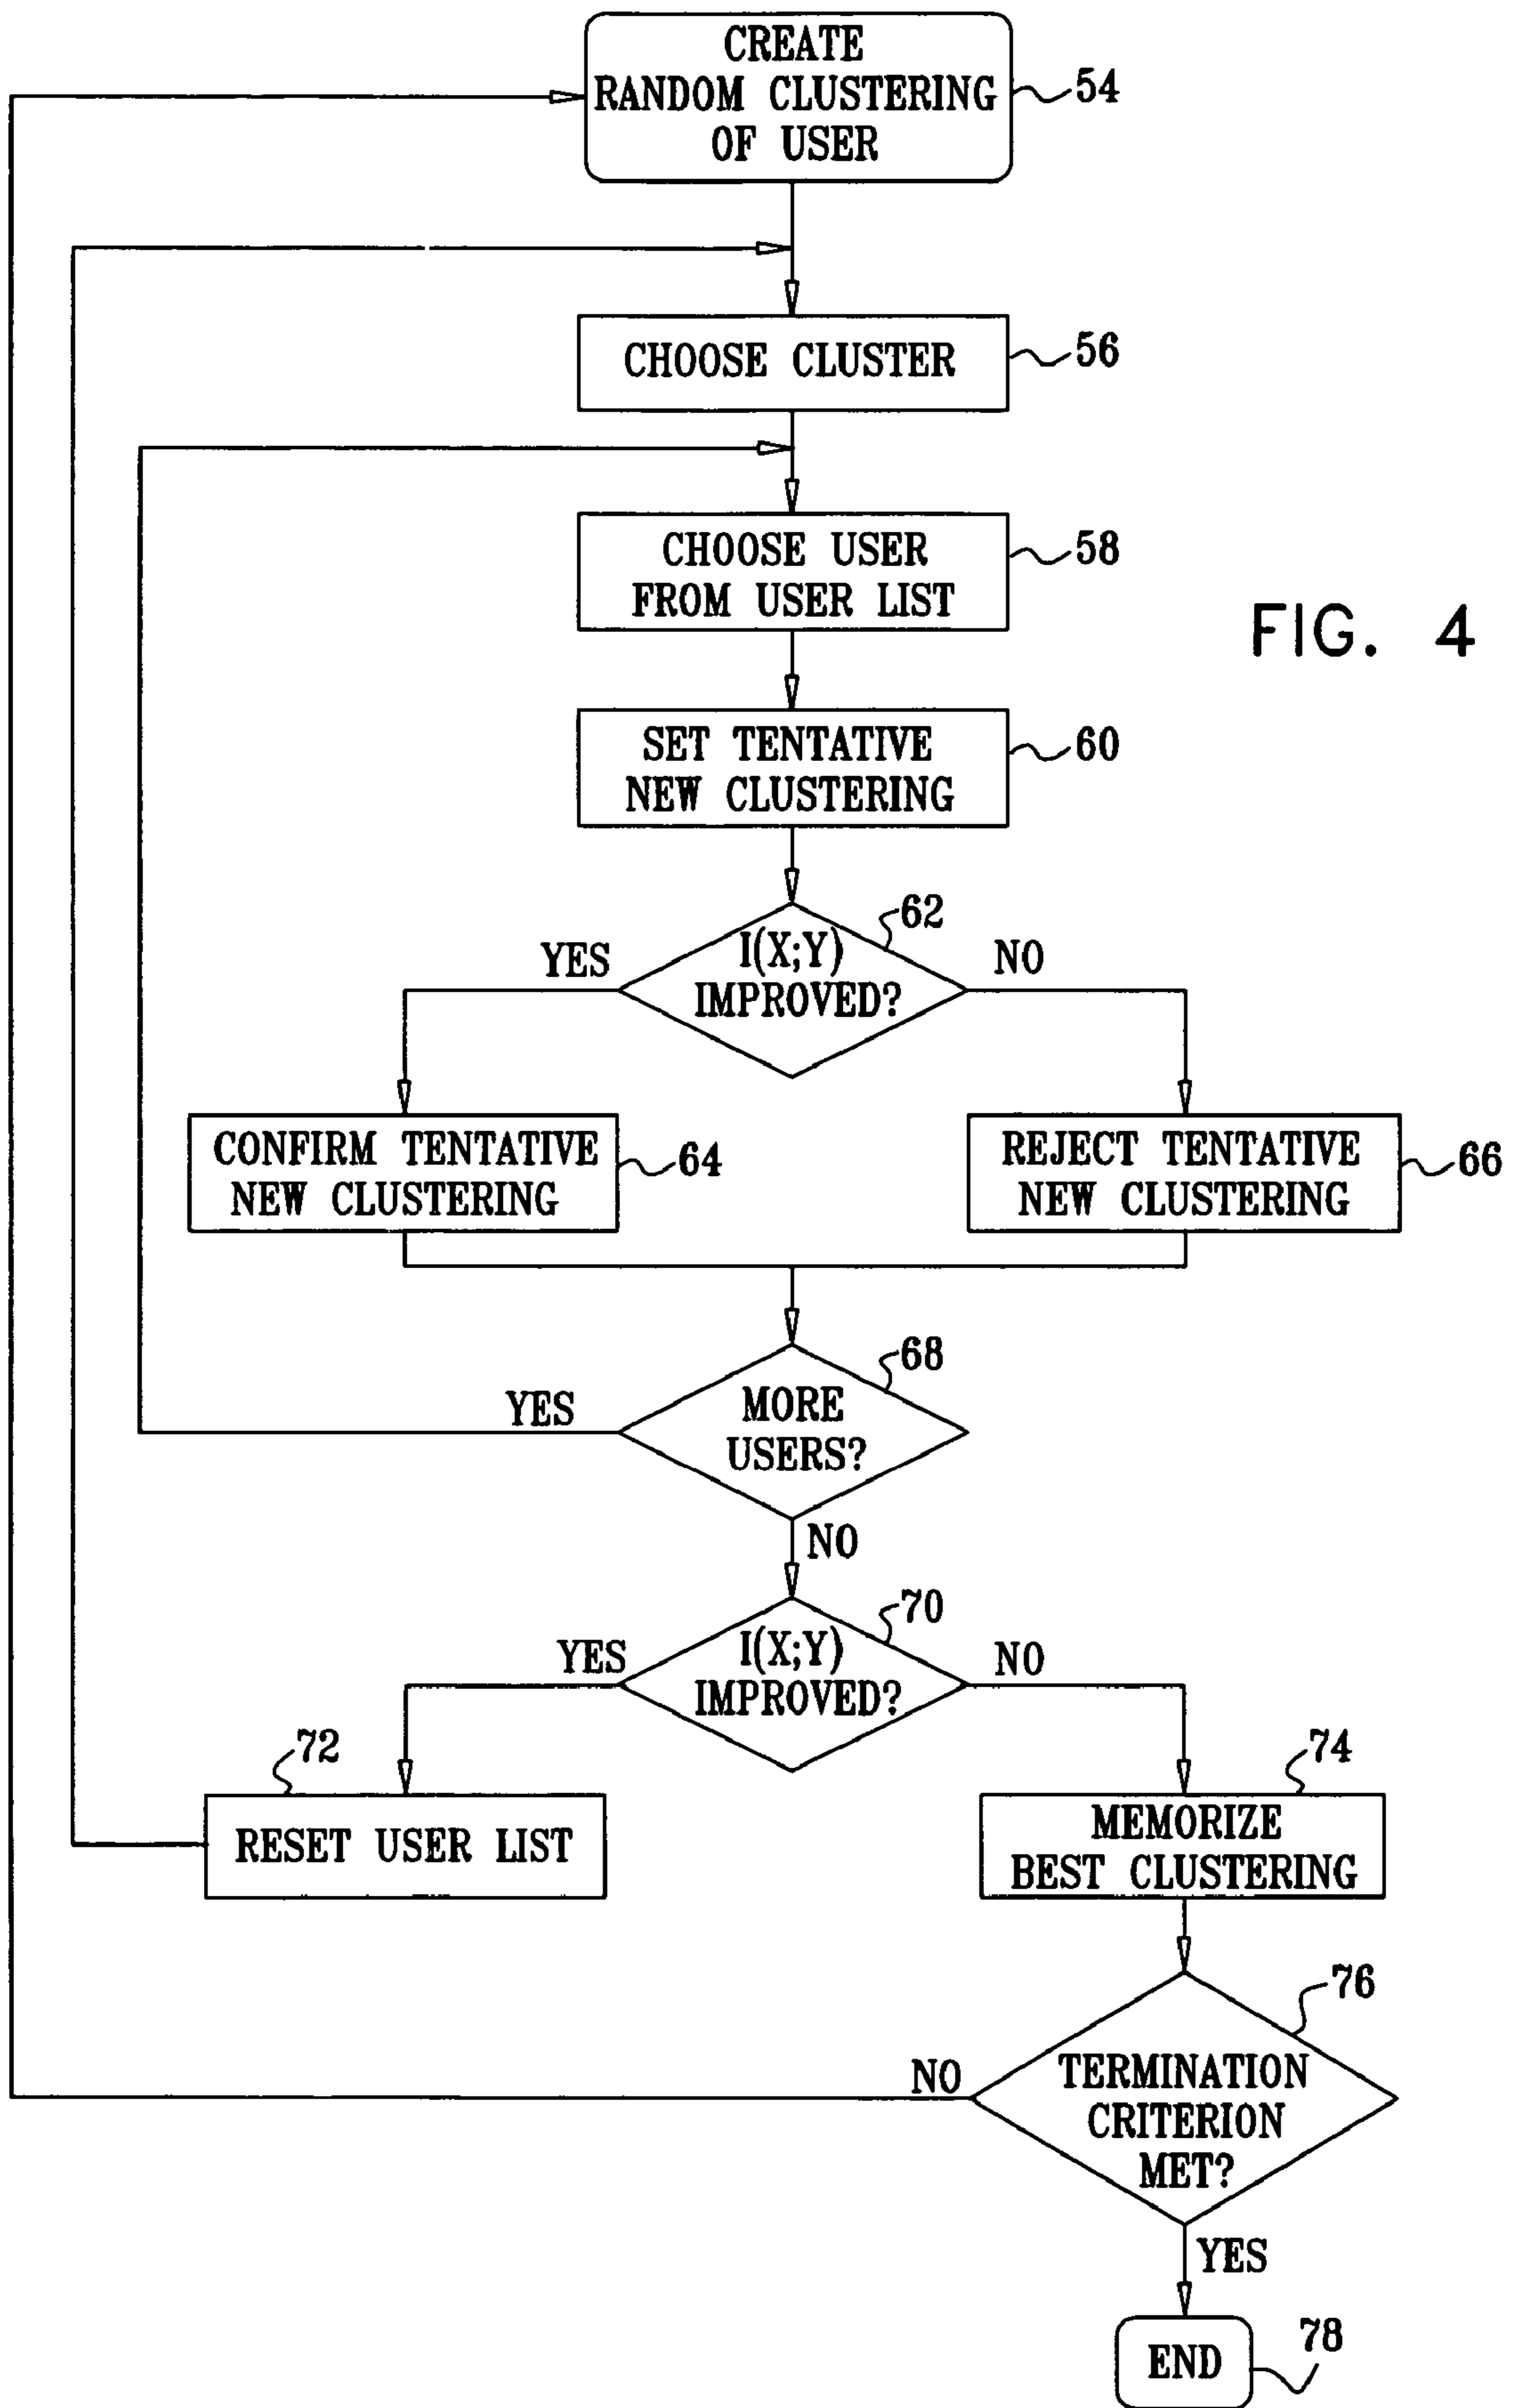 CREATE
RANDOM CLUSTERING
OF USER
54
CHOOSE CLUSTER
56
CHOOSE USER
FROM USER LIST
58
FIG. 4
SET TENTATIVE
NEW CLUSTERING
60
62
I(X;Y)
IMPROVED?
YES
NO
CONFIRM TENTATIVE
NEW CLUSTERING
64
REJECT TENTATIVE
NEW CLUSTERING
66
68
MORE
USERS?
YES
NO
70
I(X;Y)
IMPROVED?
YES
NO
72
RESET USER LIST
74
MEMORIZE
BEST CLUSTERING
76
TERMINATION
CRITERION
MET?
NO
YES
END
78